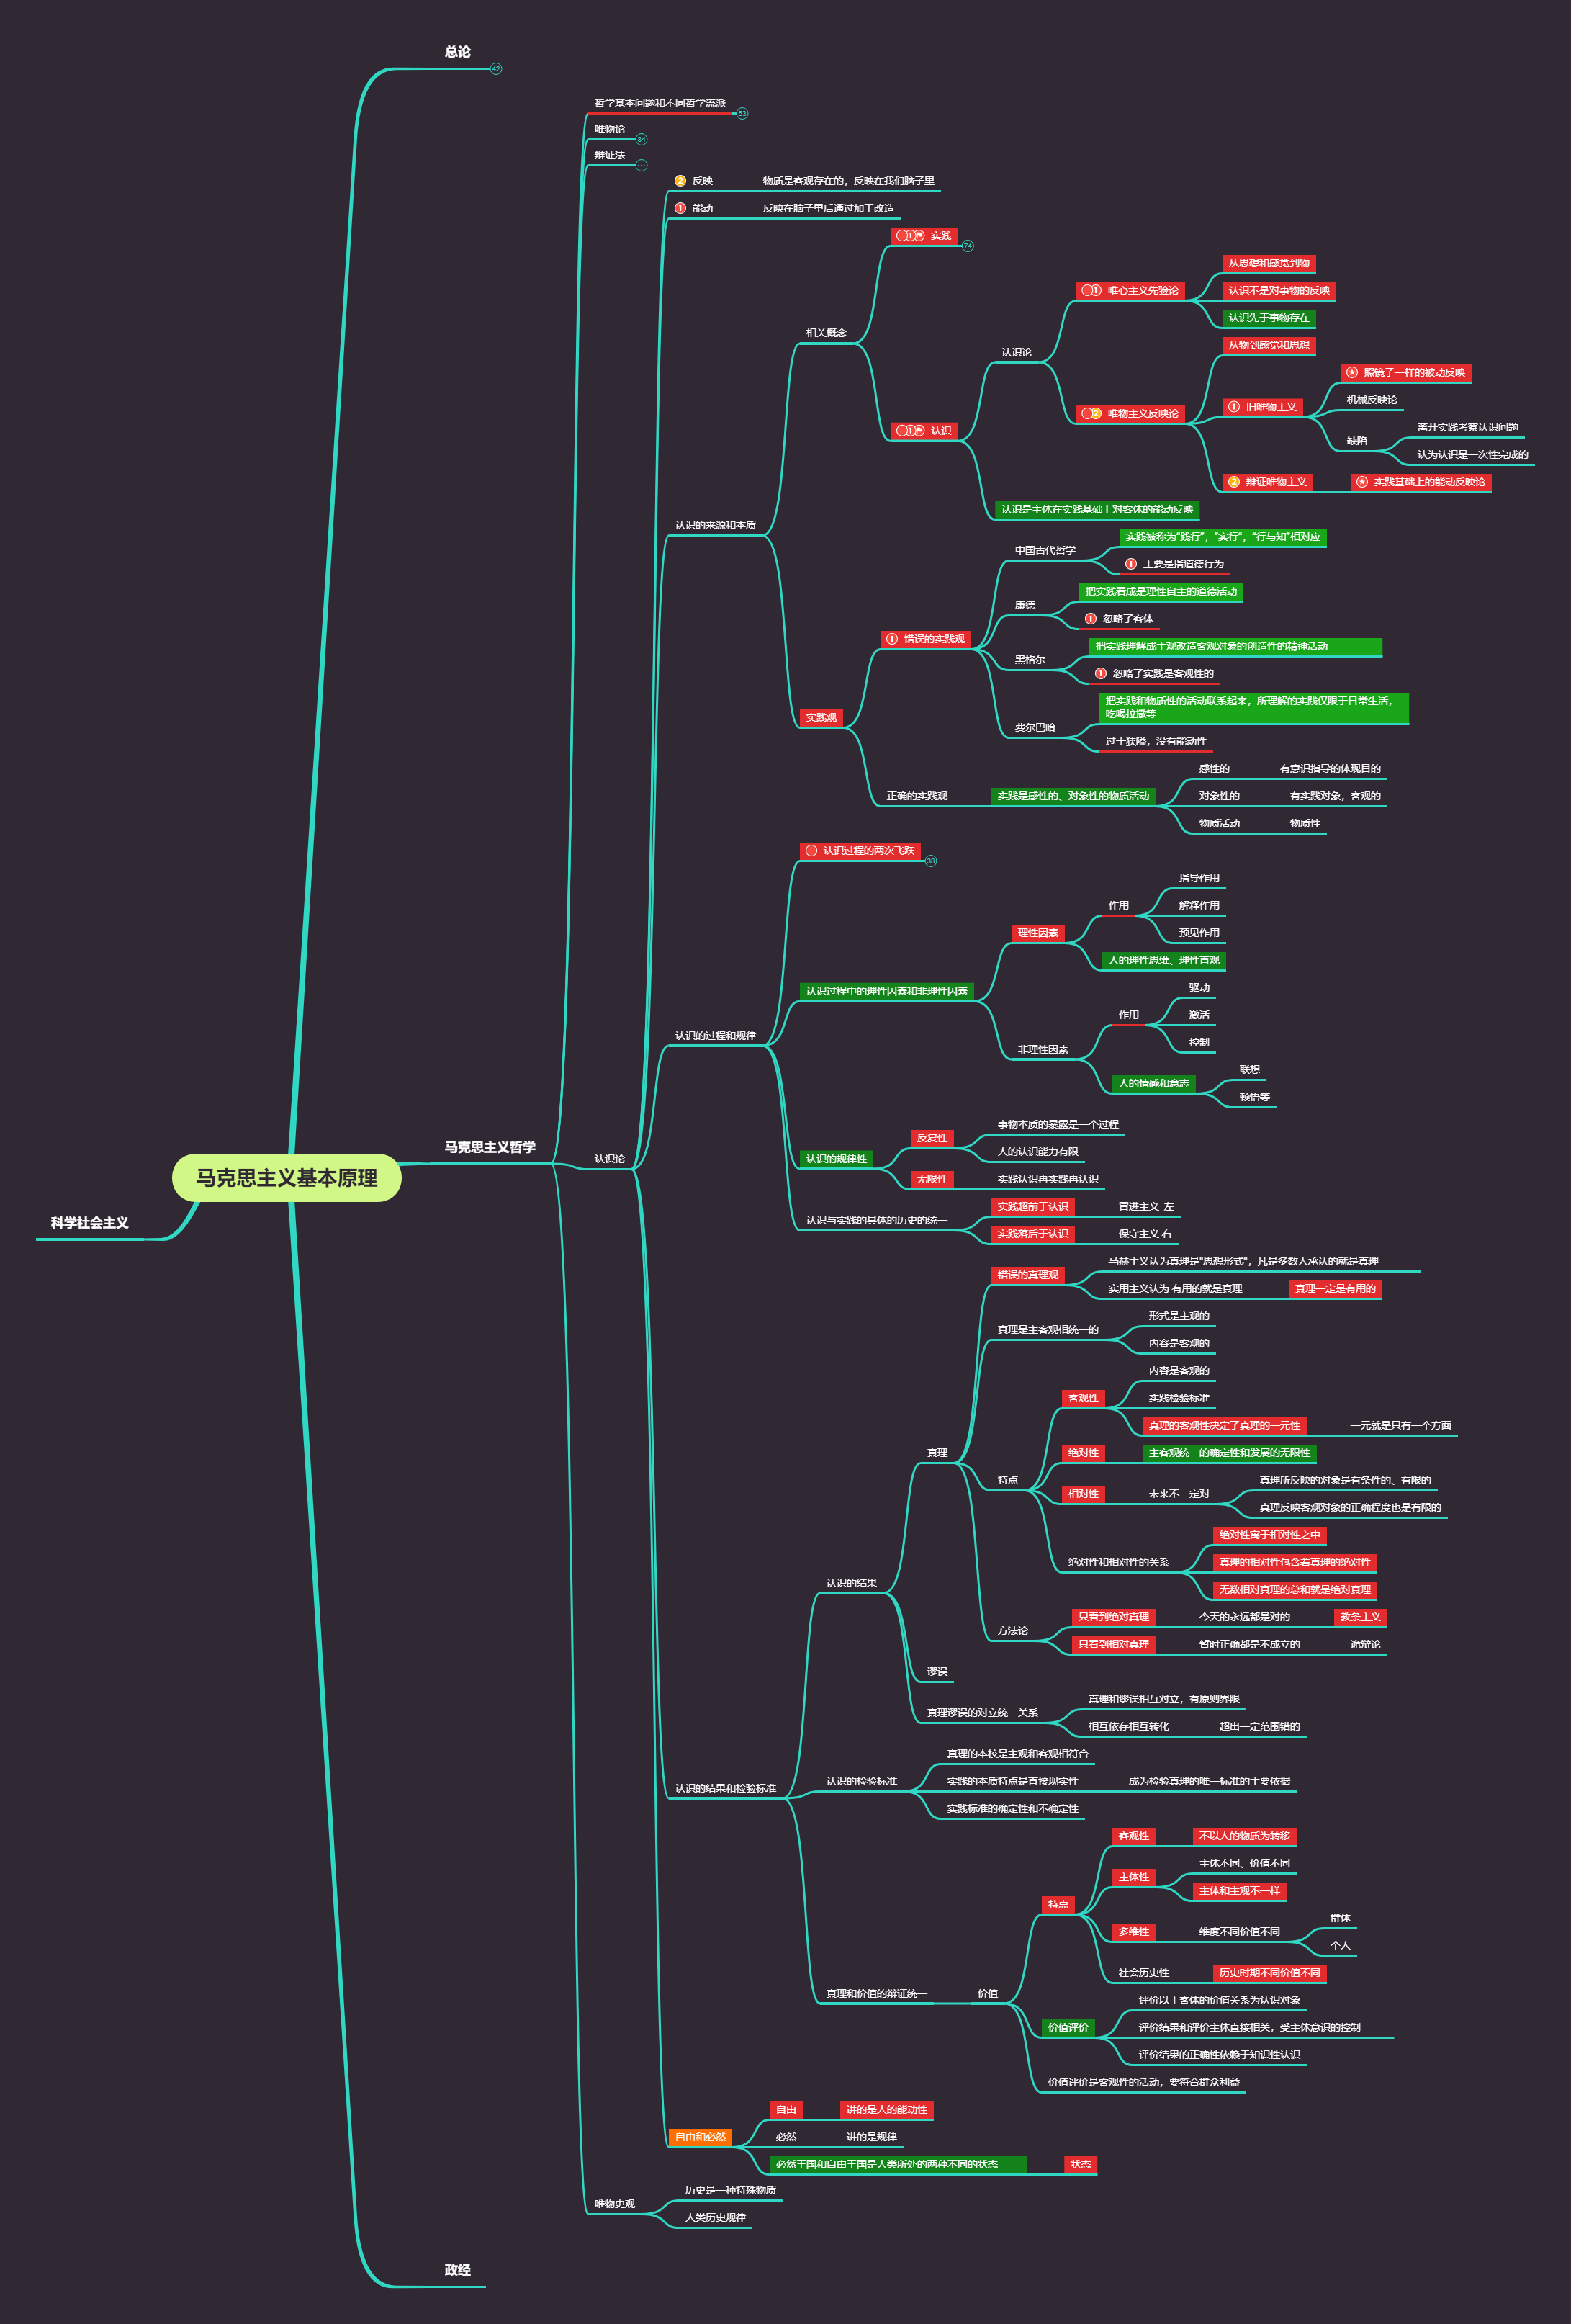 总论
42
哲学基本问题和不同哲学流派
53
唯物论
84
辩证法
...
2 反映
物质是客观存在的，反映在我们脑子里
1 能动
反映在脑子里后通过加工改造
1 实践
74
从思想和感觉到物
1 唯心主义先验论
认识不是对事物的反映
认识先于事物存在
相关概念
从物到感觉和思想
认识论
照镜子一样的被动反映
机械反映论
1 旧唯物主义
2 唯物主义反映论
离开实践考察认识问题
1 认识
缺陷
认为认识是一次性完成的
2 辩证唯物主义
实践基础上的能动反映论
认识是主体在实践基础上对客体的能动反映
认识的来源和本质
实践被称为“践行”，“实行”，“行与知”相对应
中国古代哲学
1 主要是指道德行为
把实践看成是理性自主的道德活动
康德
1 忽略了客体
1 错误的实践观
把实践理解成主观改造客观对象的创造性的精神活动
黑格尔
1 忽略了实践是客观性的
把实践和物质性的活动联系起来，所理解的实践仅限于日常生活，
吃喝拉撒等
实践观
费尔巴哈
过于狭隘，没有能动性
感性的
有意识指导的体现目的
正确的实践观
实践是感性的、对象性的物质活动
对象性的
有实践对象，客观的
物质活动
物质性
认识过程的两次飞跃
38
指导作用
作用
解释作用
理性因素
预见作用
人的理性思维、理性直观
认识过程中的理性因素和非理性因素
驱动
作用
激活
认识的过程和规律
控制
非理性因素
联想
人的情感和意志
顿悟等
事物本质的暴露是一个过程
反复性
人的认识能力有限
认识的规律性
马克思主义哲学
认识论
无限性
实践认识再实践再认识
马克思主义基本原理
实践超前于认识
冒进主义 左
科学社会主义
认识与实践的具体的历史的统一
实践落后于认识
保守主义 右
马赫主义认为真理是"思想形式"，凡是多数人承认的就是真理
错误的真理观
实用主义认为 有用的就是真理
真理一定是有用的
形式是主观的
真理是主客观相统一的
内容是客观的
内容是客观的
客观性
实践检验标准
真理的客观性决定了真理的一元性
一元就是只有一个方面
真理
绝对性
主客观统一的确定性和发展的无限性
特点
真理所反映的对象是有条件的、有限的
相对性
未来不一定对
真理反映客观对象的正确程度也是有限的
绝对性寓于相对性之中
绝对性和相对性的关系
真理的相对性包含着真理的绝对性
认识的结果
无数相对真理的总和就是绝对真理
只看到绝对真理
今天的永远都是对的
教条主义
方法论
只看到相对真理
暂时正确都是不成立的
诡辩论
谬误
真理和谬误相互对立，有原则界限
真理谬误的对立统一关系
相互依存相互转化
超出一定范围错的
真理的本校是主观和客观相符合
认识的结果和检验标准
认识的检验标准
实践的本质特点是直接现实性
成为检验真理的唯一标准的主要依据
实践标准的确定性和不确定性
客观性
不以人的物质为转移
主体不同、价值不同
主体性
主体和主观不一样
特点
群体
多维性
维度不同价值不同
个人
社会历史性
历史时期不同价值不同
真理和价值的辩证统一
价值
评价以主客体的价值关系为认识对象
价值评价
评价结果和评价主体直接相关，受主体意识的控制
评价结果的正确性依赖于知识性认识
价值评价是客观性的活动，要符合群众利益
自由
讲的是人的能动性
自由和必然
必然
讲的是规律
必然王国和自由王国是人类所处的两种不同的状态
状态
历史是一种特殊物质
唯物史观
人类历史规律
政经